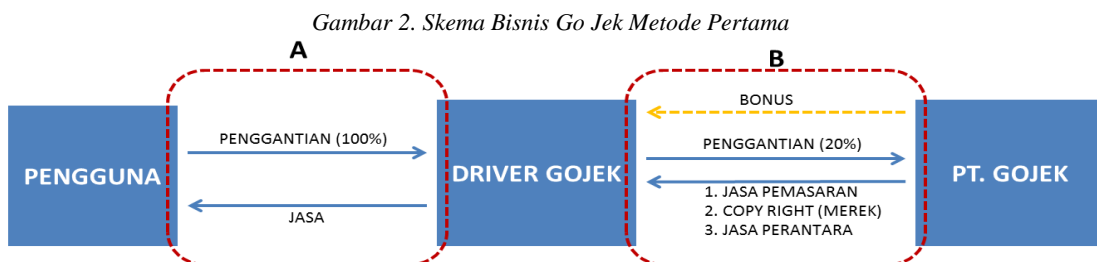 Gambar 2. Skema Bisnis Go Jek Metode Pertama
A
B
PENGGUNA
PENGGANTIAN (100%)
JASA
DRIVER GOJEK
BONUS
PENGGANTIAN (20%)
1. JASA PEMASARAN
2. COPY RIGHT (MEREK)
3. JASA PERANTARA
PT. GOJEK